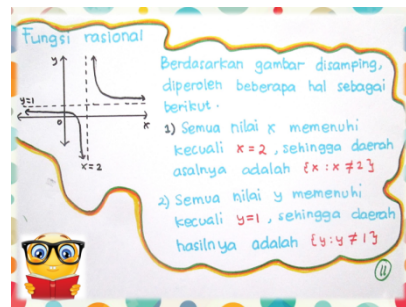 Fungsi rasional
y
y=1
0
x
x=2
Berdasarkan gambar disamping,
diperoleh beberapa hal sebagai
berikut.
1) Semua nilai x memenuhi
kecuali x = 2, sehingga daerah
asalnya adalah {x : x ≠ 2}
2) Semua nilai y memenuhi
kecuali y=1, sehingga daerah
hasilnya adalah {y : y ≠ 1}
11